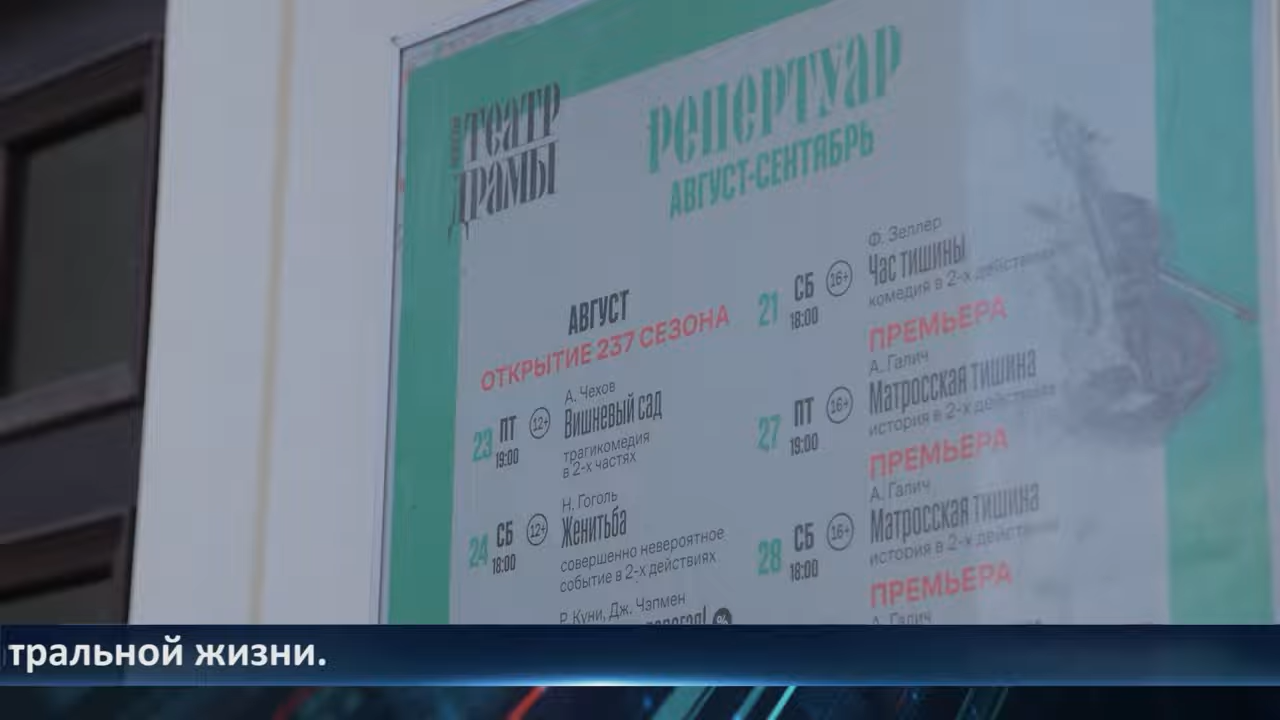 театр
драмы
репертуар
АВГУСТ-СЕНТЯБРЬ
АВГУСТ
ОТКРЫТИЕ 237 СЕЗОНА
23 ПТ 19:00 12+
А. Чехов
Вишневый сад
трагикомедия
в 2-х частях
24 СБ 18:00 12+
Н. Гоголь
Женитьба
совершенно невероятное
событие в 2-х действиях
Р. Куни, Дж. Чэпмен
21 СБ 18:00 16+
Ф. Зеллер
Час тишины
комедия в 2-х действиях
ПРЕМЬЕРА
27 ПТ 19:00 16+
А. Галич
Матросская тишина
история в 2-х действиях
ПРЕМЬЕРА
28 СБ 18:00 16+
А. Галич
Матросская тишина
история в 2-х действиях
ПРЕМЬЕРА
А. Галич
тральной жизни.